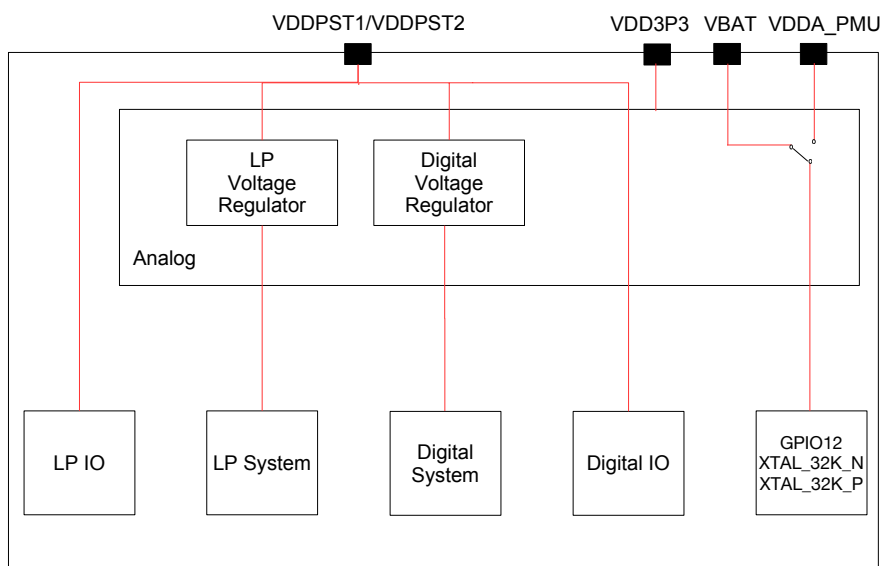 VDDPST1/VDDPST2 VDD3P3 VBAT VDDA_PMU
LP
Voltage
Regulator
Digital
Voltage
Regulator
Analog
LP IO
LP System
Digital
System
Digital IO
GPIO12
XTAL_32K_N
XTAL_32K_P